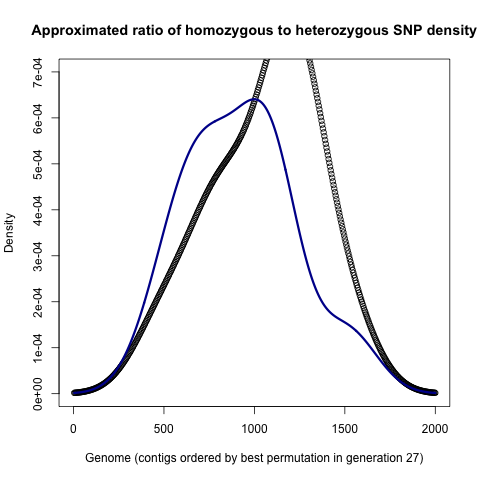 Approximated ratio of homozygous to heterozygous SNP density
7e-04
6e-04
5e-04
4e-04
3e-04
2e-04
1e-04
0e+00
Density
0 500 1000 1500 2000
Genome (contigs ordered by best permutation in generation 27)